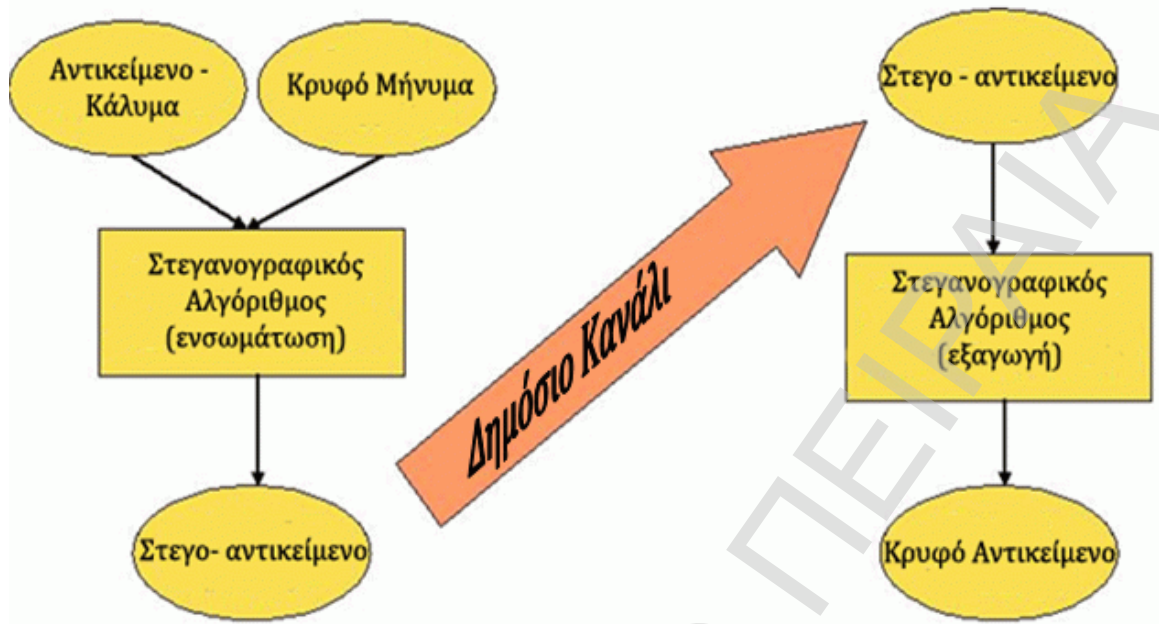 Αντικείμενο -
Κάλυμα
Κρυφό Μήνυμα
Στεγανογραφικός
Αλγόριθμος
(ενσωμάτωση)
Στεγο- αντικείμενο
Δημόσιο Κανάλι
Στεγο - αντικείμενο
Στεγανογραφικός
Αλγόριθμος
(εξαγωγή)
Κρυφό Αντικείμενο
ΠΕΙΡΑΙΑ